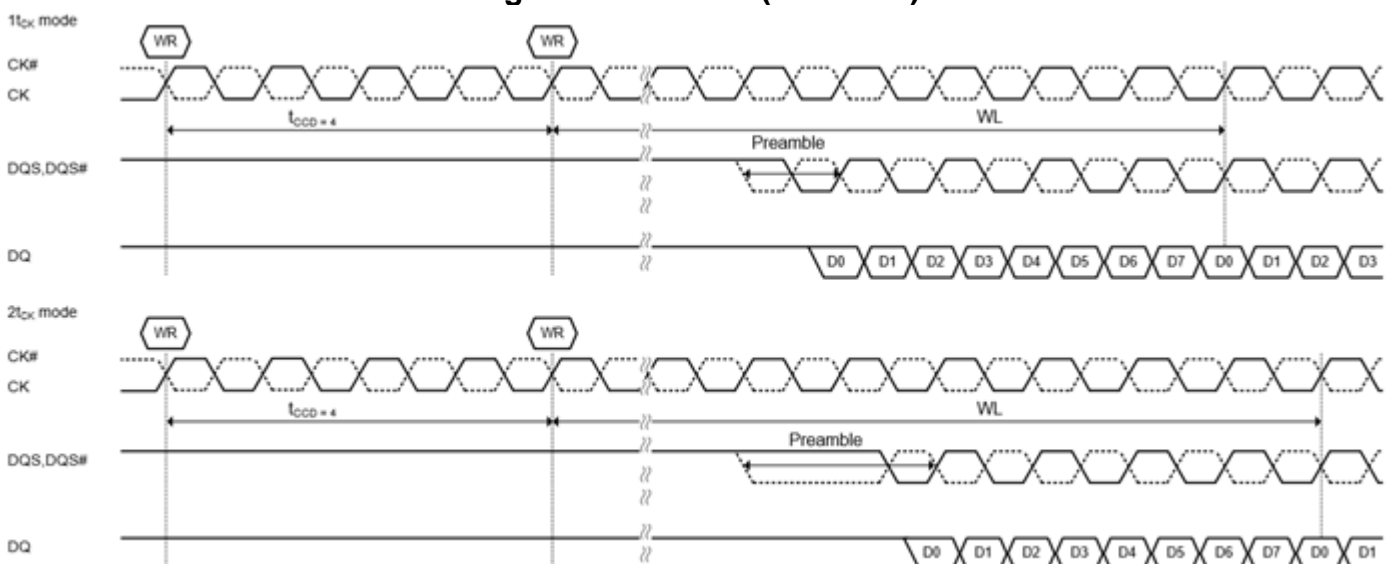 1tCK mode
WR WR
CK#
CK
tCCD = 4 WL
Preamble
DQS,DQS#
DQ D0 D1 D2 D3 D4 D5 D6 D7 D0 D1 D2 D3
2tCK mode
WR WR
CK#
CK
tCCD = 4 WL
Preamble
DQS,DQS#
DQ D0 D1 D2 D3 D4 D5 D6 D7 D0 D1